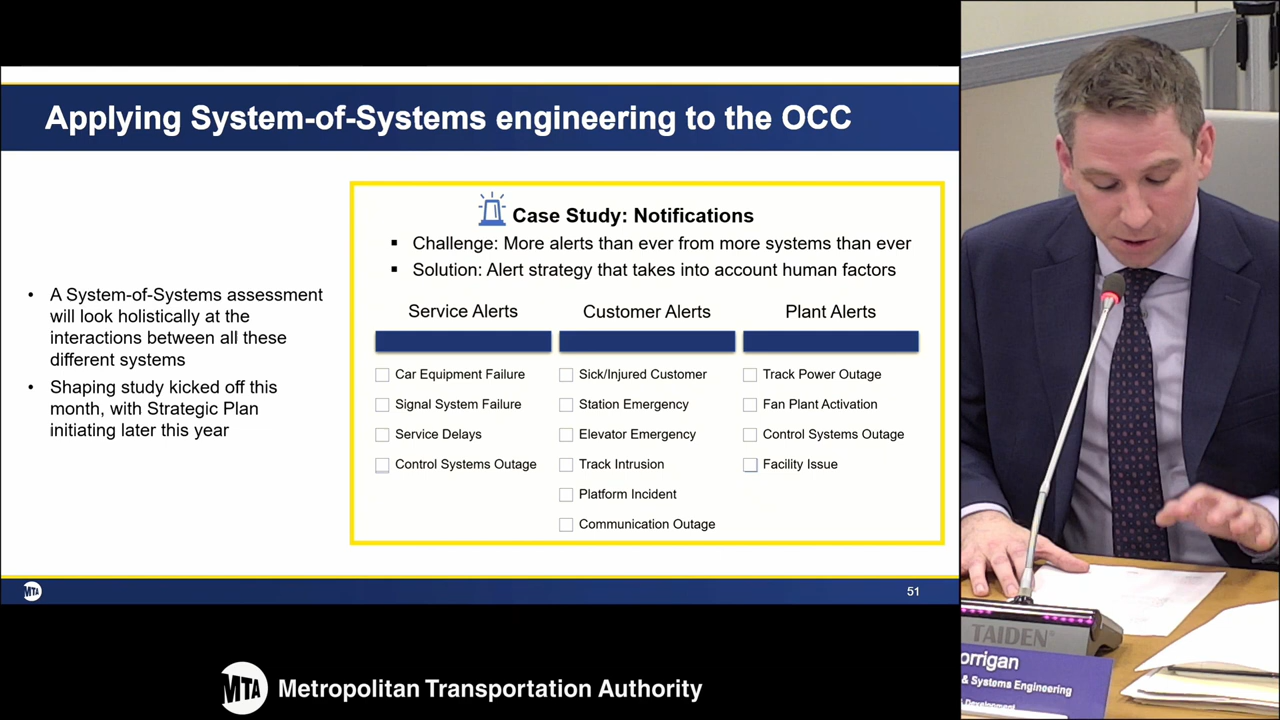 Applying System-of-Systems engineering to the OCC
• A System-of-Systems assessment
will look holistically at the
interactions between all these
different systems
• Shaping study kicked off this
month, with Strategic Plan
initiating later this year
Case Study: Notifications
▪ Challenge: More alerts than ever from more systems than ever
▪ Solution: Alert strategy that takes into account human factors
Service Alerts
Car Equipment Failure
Signal System Failure
Service Delays
Control Systems Outage
Customer Alerts
Sick/Injured Customer
Station Emergency
Elevator Emergency
Track Intrusion
Platform Incident
Communication Outage
Plant Alerts
Track Power Outage
Fan Plant Activation
Control Systems Outage
Facility Issue
MTA
51
MTA Metropolitan Transportation Authority
TAIDEN
orrigan
& Systems Engineering
Development